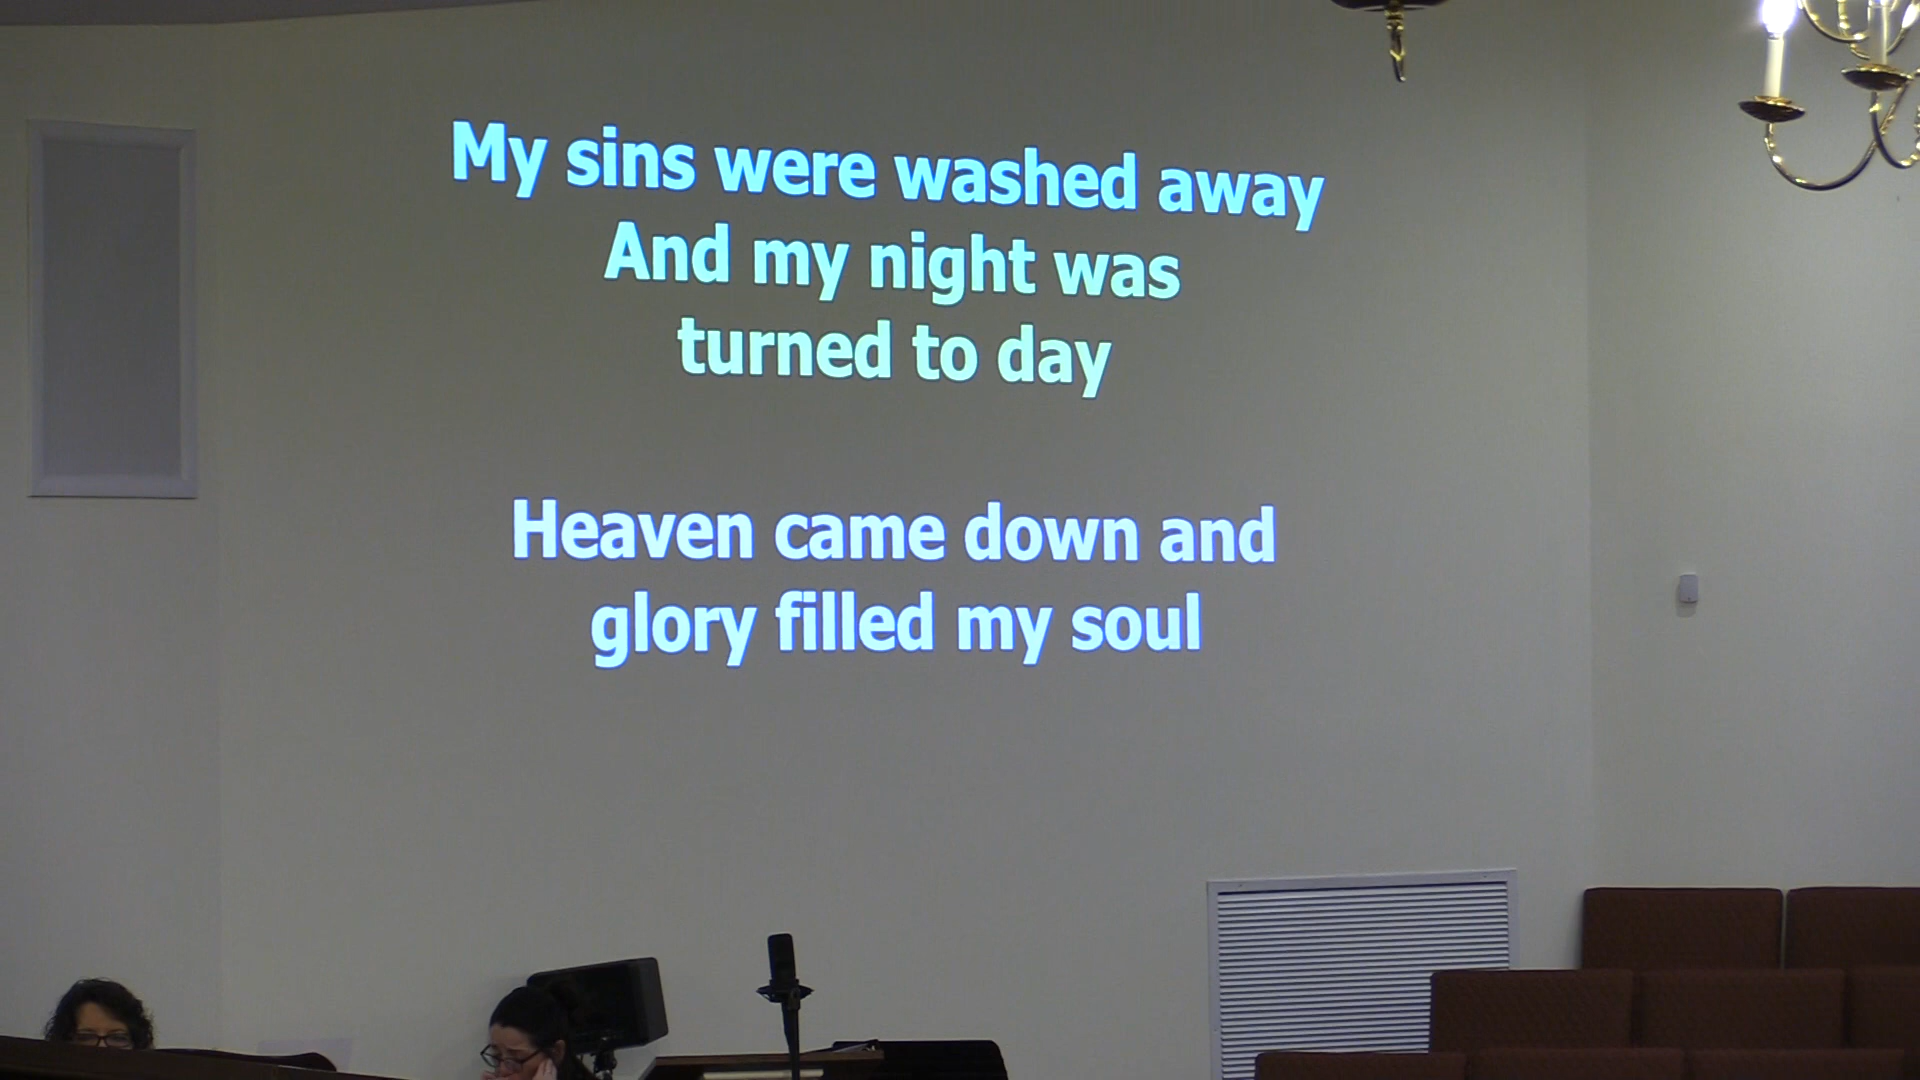 My sins were washed away
And my night was
turned to day
Heaven came down and
glory filled my soul